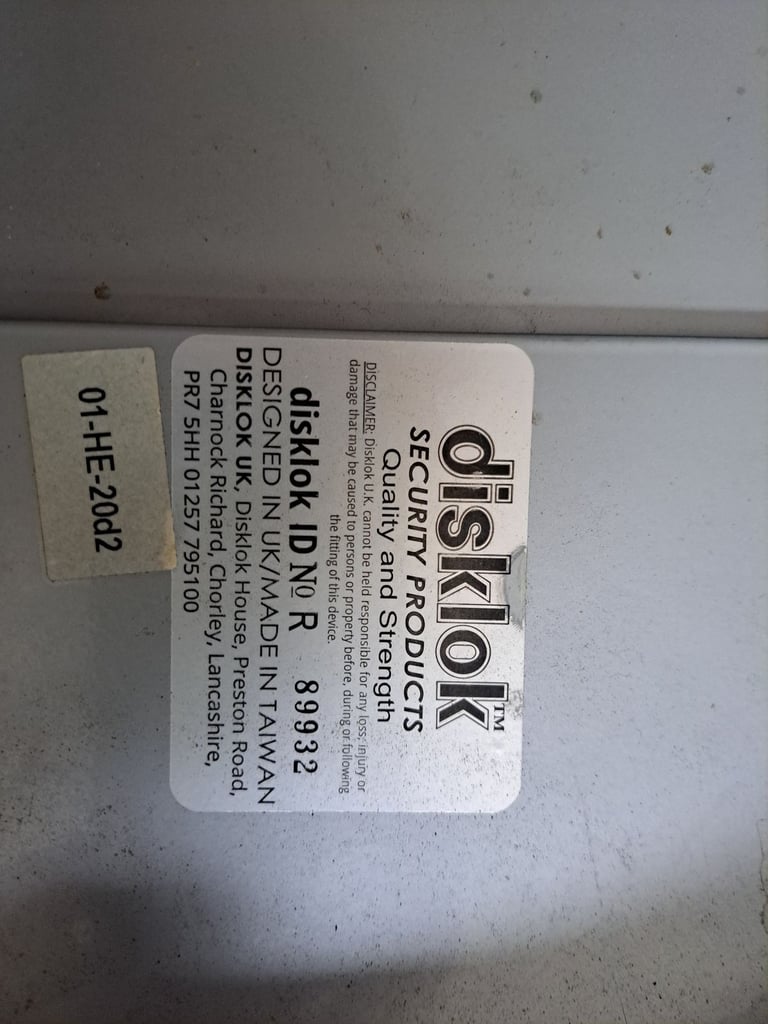 disklok™
SECURITY PRODUCTS
Quality and Strength
DISCLAIMER: Disklok U.K. cannot be held responsible for any loss, injury or
damage that may be caused to persons or property before, during or following
the fitting of this device.
disklok ID No R 89932
DESIGNED IN UK/MADE IN TAIWAN
DISKLOK UK, Disklok House, Preston Road,
Charnock Richard, Chorley, Lancashire,
PR7 5HH 01257 795100
01-HE-20d2